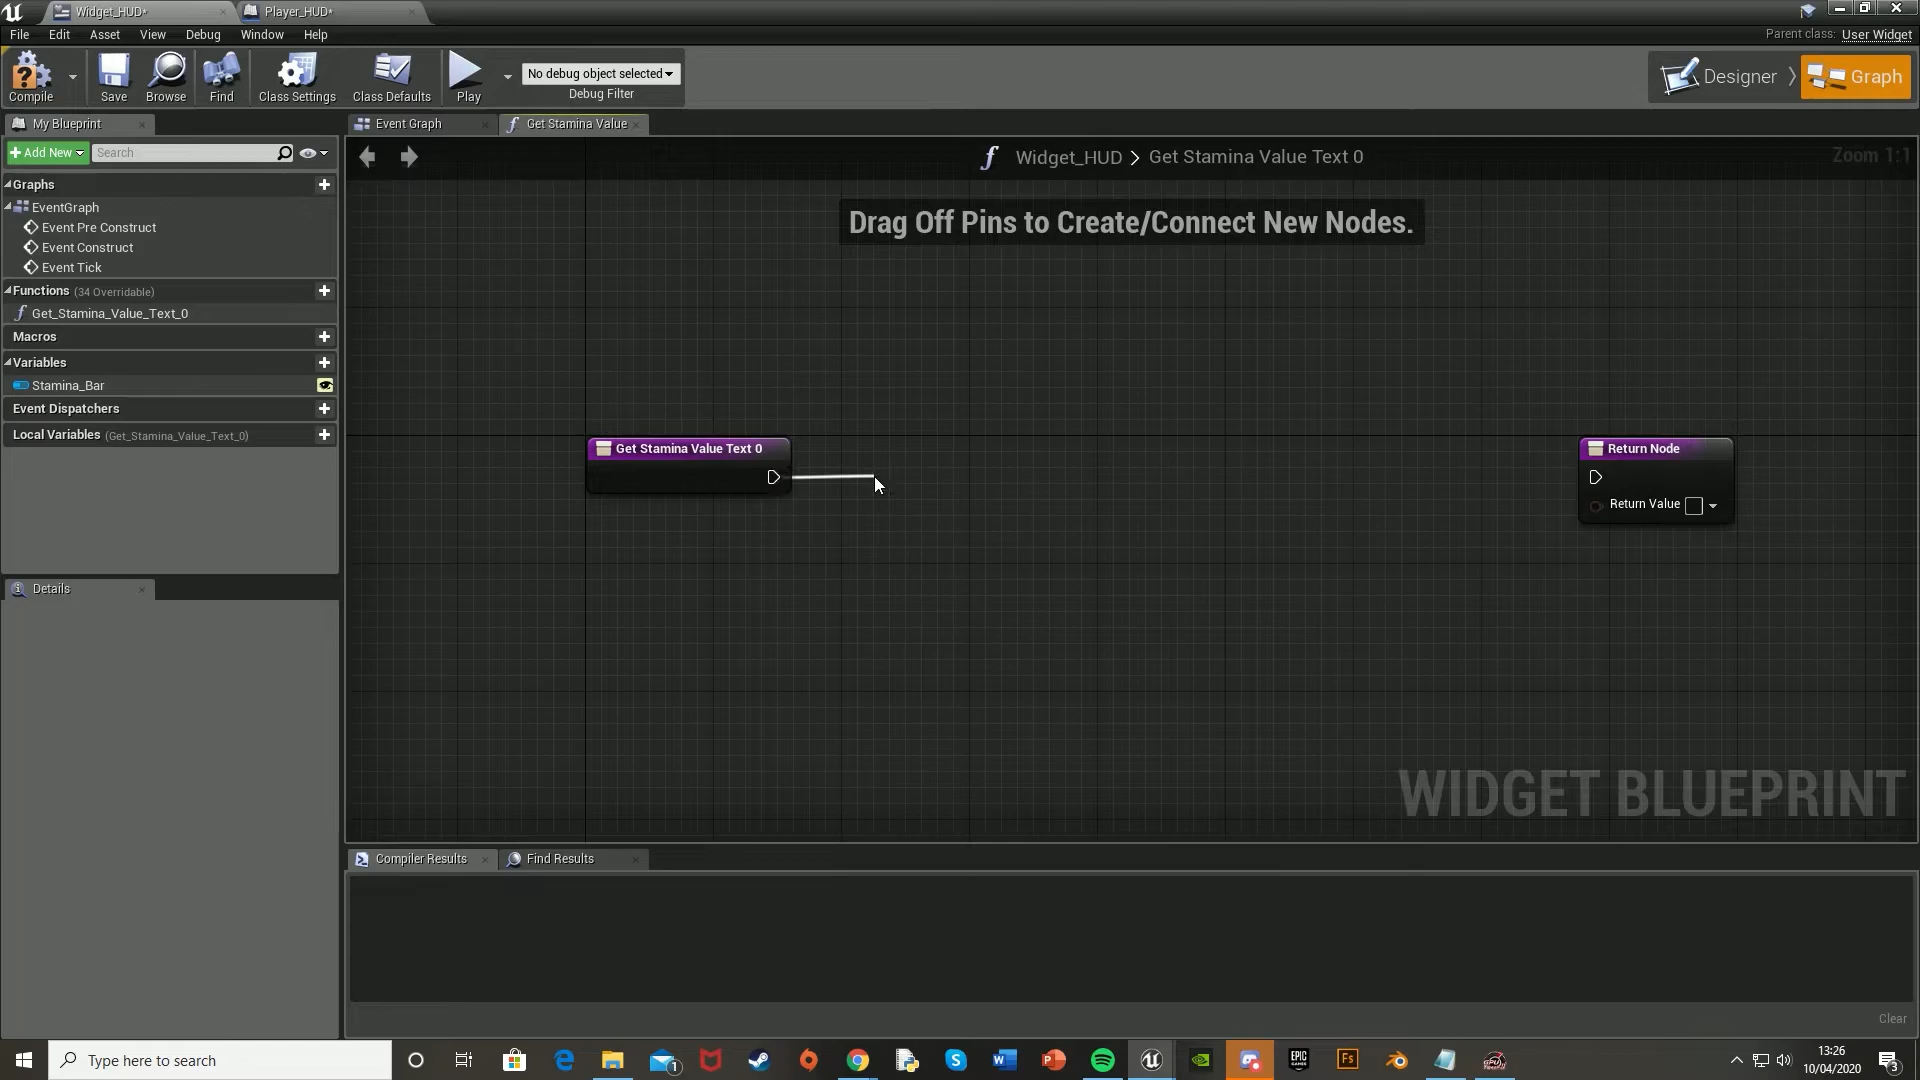 Widget_HUD*
Player_HUD*
File Edit Asset View Debug Window Help
Parent class: User Widget
Compile Save Browse Find Class Settings Class Defaults Play
No debug object selected
Debug Filter
Designer Graph
My Blueprint
Event Graph
Get Stamina Value
+ Add New
Search
Widget_HUD > Get Stamina Value Text 0
Zoom 1:1
Graphs
EventGraph
Event Pre Construct
Event Construct
Event Tick
Functions (34 Overridable)
Get_Stamina_Value_Text_0
Macros
Variables
Stamina_Bar
Event Dispatchers
Local Variables (Get_Stamina_Value_Text_0)
Drag Off Pins to Create/Connect New Nodes.
Get Stamina Value Text 0
Return Node
Return Value
Details
WIDGET BLUEPRINT
Compiler Results
Find Results
Clear
Type here to search
13:26
10/04/2020